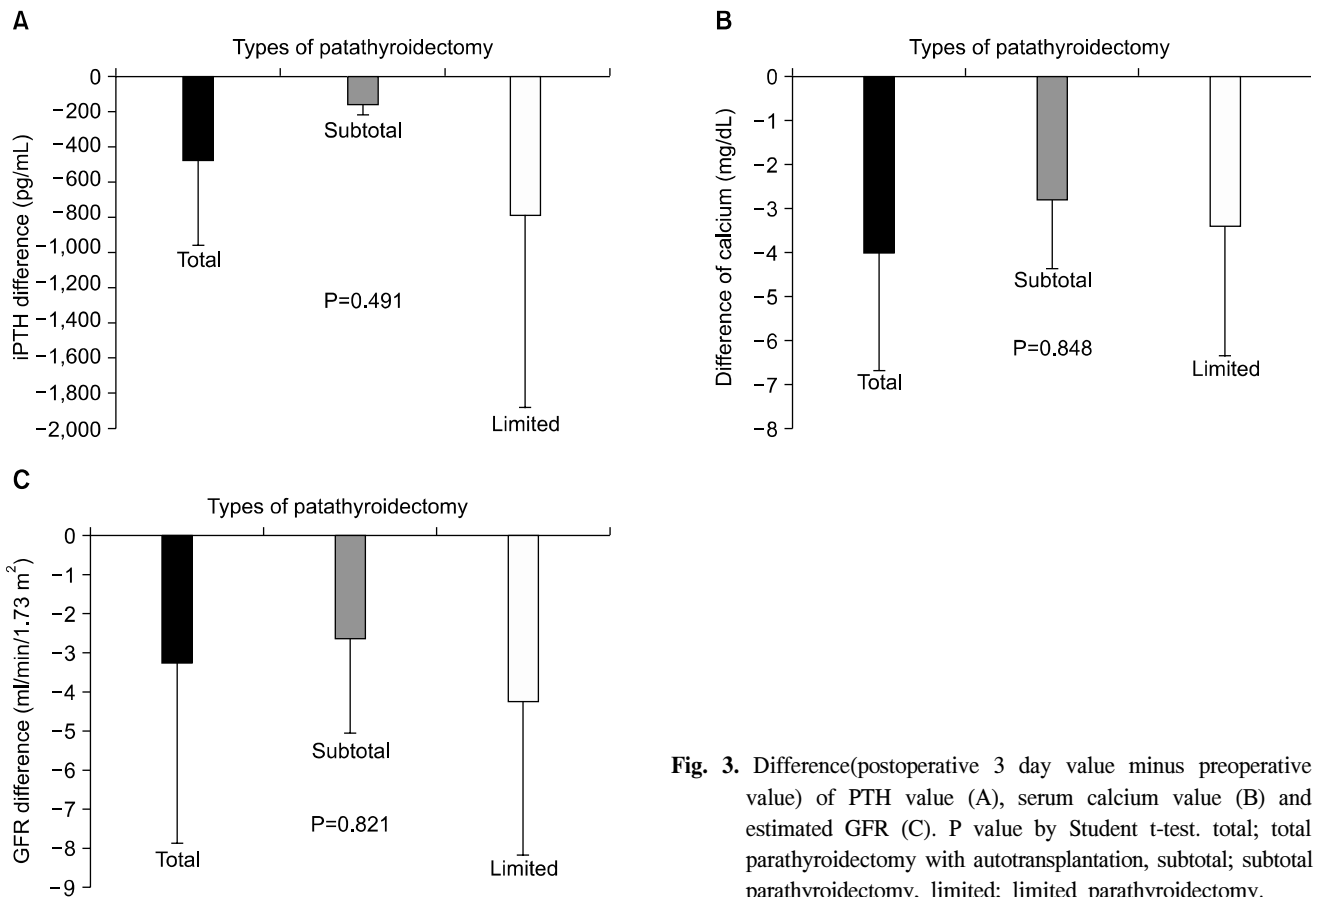 A
Types of patathyroidectomy
iPTH difference (pg/mL)
0
−200
−400
−600
−800
−1,000
−1,200
−1,400
−1,600
−1,800
−2,000
Total
Subtotal
Limited
P=0.491
B
Types of patathyroidectomy
Difference of calcium (mg/dL)
0
−1
−2
−3
−4
−5
−6
−7
−8
Total
Subtotal
Limited
P=0.848
C
Types of patathyroidectomy
GFR difference (ml/min/1.73 m²)
0
−1
−2
−3
−4
−5
−6
−7
−8
−9
Total
Subtotal
Limited
P=0.821
Fig. 3. Difference(postoperative 3 day value minus preoperative
value) of PTH value (A), serum calcium value (B) and
estimated GFR (C). P value by Student t-test. total; total
parathyroidectomy with autotransplantation, subtotal; subtotal
parathyroidectomy, limited; limited parathyroidectomy.